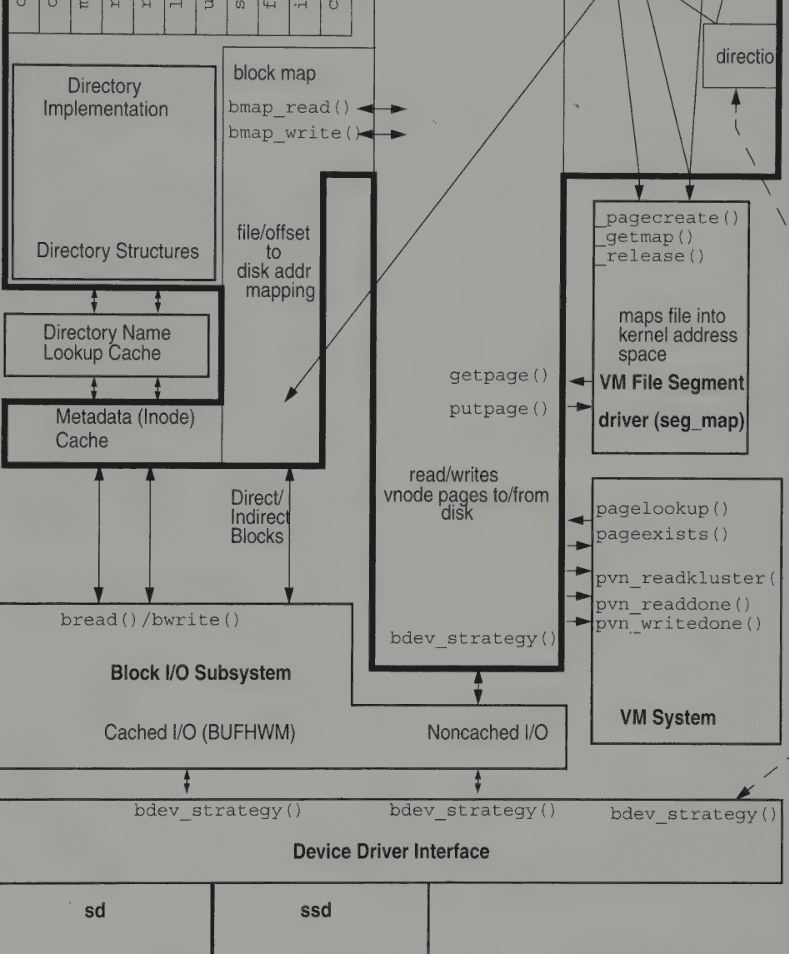 directio
block map
Directory
Implementation
bmap_read()
bmap_write()
_pagecreate()
_getmap()
_release()
file/offset
to
disk addr
mapping
Directory Structures
maps file into
kernel address
space
Directory Name
Lookup Cache
getpage()
VM File Segment
putpage()
driver (seg_map)
Metadata (Inode)
Cache
read/writes
vnode pages to/from
disk
Direct/
Indirect
Blocks
pagelookup()
pageexists()
pvn_readkluster(
pvn_readdone()
pvn_writedone()
bread()/bwrite()
bdev_strategy()
Block I/O Subsystem
VM System
Cached I/O (BUFHWM)
Noncached I/O
bdev_strategy()
bdev_strategy()
bdev_strategy()
Device Driver Interface
sd
ssd